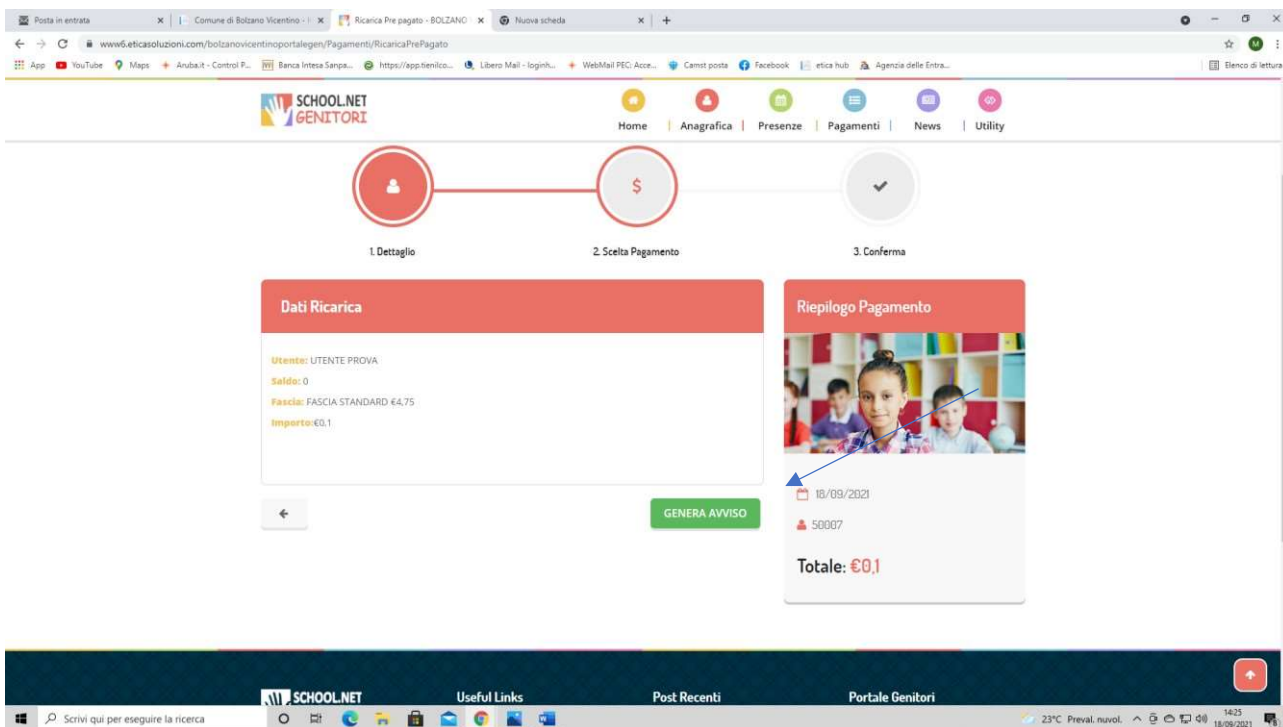 Posta in entrata
Comune di Bolzano Vicentino - I
Ricarica Pre pagato - BOLZANO
Nuova scheda
www6.eticasoluzioni.com/bolzanovicentinoportalegen/Pagamenti/RicaricaPrePagato
App YouTube Maps Aruba.it - Control P... Banca Intesa Sanpa... https://app.tienilco... Libero Mail - loginh... WebMail PEC: Acce... Camst posta Facebook etica hub Agenzia delle Entra... Elenco di lettura
SCHOOL.NET
GENITORI
Home Anagrafica Presenze Pagamenti News Utility
1. Dettaglio
2. Scelta Pagamento
3. Conferma
Dati Ricarica
Utente: UTENTE PROVA
Saldo: 0
Fascia: FASCIA STANDARD €4,75
Importo:€0,1
GENERA AVVISO
Riepilogo Pagamento
18/09/2021
50007
Totale: €0,1
SCHOOL.NET
Useful Links
Post Recenti
Portale Genitori
Scrivi qui per eseguire la ricerca
23°C Preval. nuvol.
14:25
18/09/2021